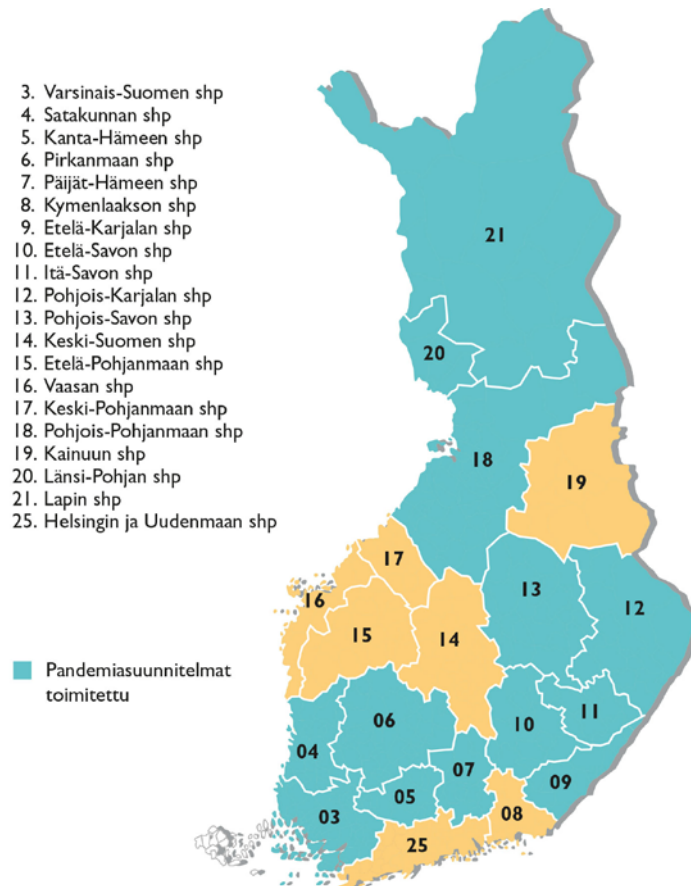 3. Varsinais-Suomen shp
4. Satakunnan shp
5. Kanta-Hämeen shp
6. Pirkanmaan shp
7. Päijät-Hämeen shp
8. Kymenlaakson shp
9. Etelä-Karjalan shp
10. Etelä-Savon shp
11. Itä-Savon shp
12. Pohjois-Karjalan shp
13. Pohjois-Savon shp
14. Keski-Suomen shp
15. Etelä-Pohjanmaan shp
16. Vaasan shp
17. Keski-Pohjanmaan shp
18. Pohjois-Pohjanmaan shp
19. Kainuun shp
20. Länsi-Pohjan shp
21. Lapin shp
25. Helsingin ja Uudenmaan shp
Pandemiasuunnitelmat
toimitettu
21
20
18
19
17
16
15
14
13
12
11
10
06
04
07
09
05
03
08
25